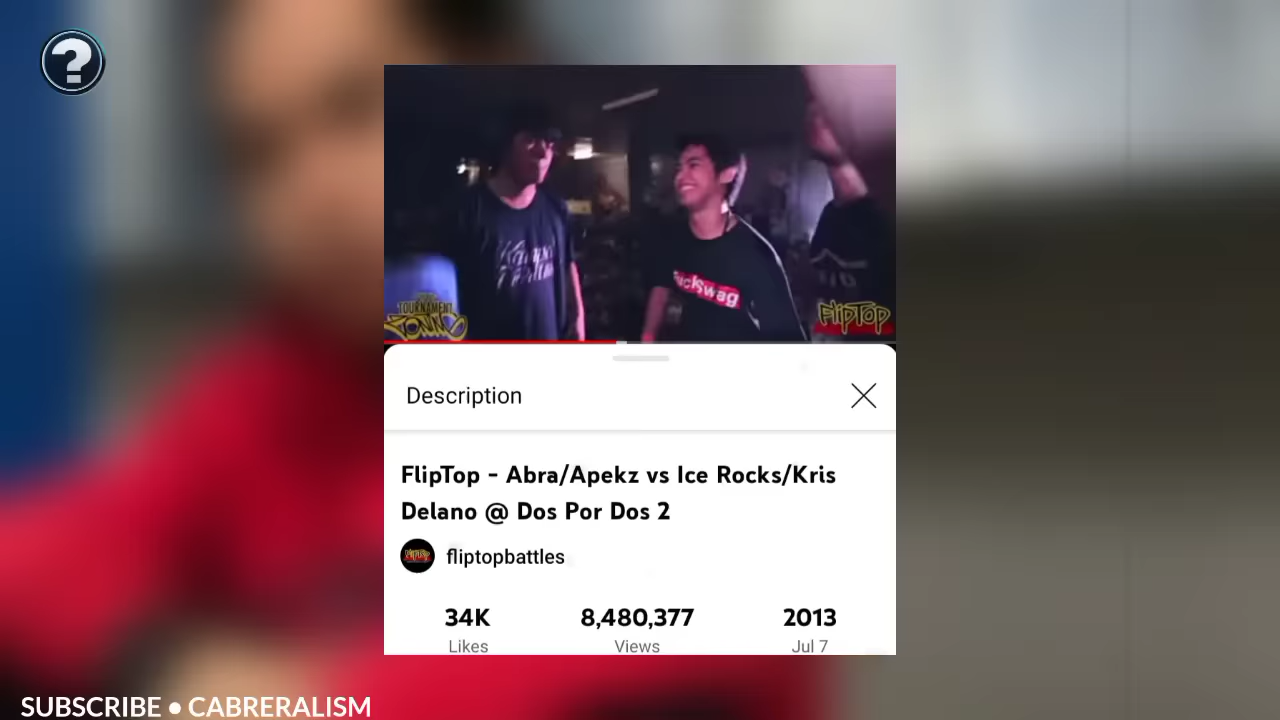 ?
TOURNAMENT
FlipTop
Description
FlipTop - Abra/Apekz vs Ice Rocks/Kris
Delano @ Dos Por Dos 2
fliptopbattles
34K
8,480,377
2013
Likes
Views
Jul 7
SUBSCRIBE ● CABRERALISM